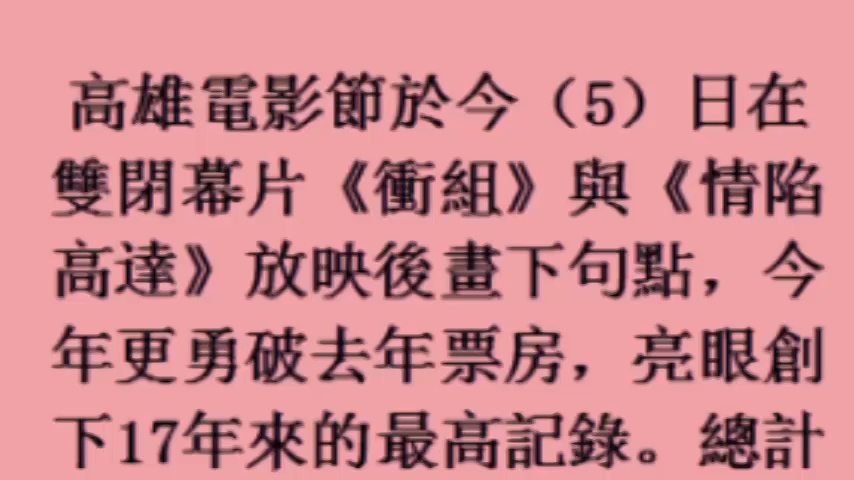 高雄電影節於今（5）日在
雙閉幕片《衝組》與《情陷
高達》放映後畫下句點，今
年更勇破去年票房，亮眼創
下17年來的最高記錄。總計